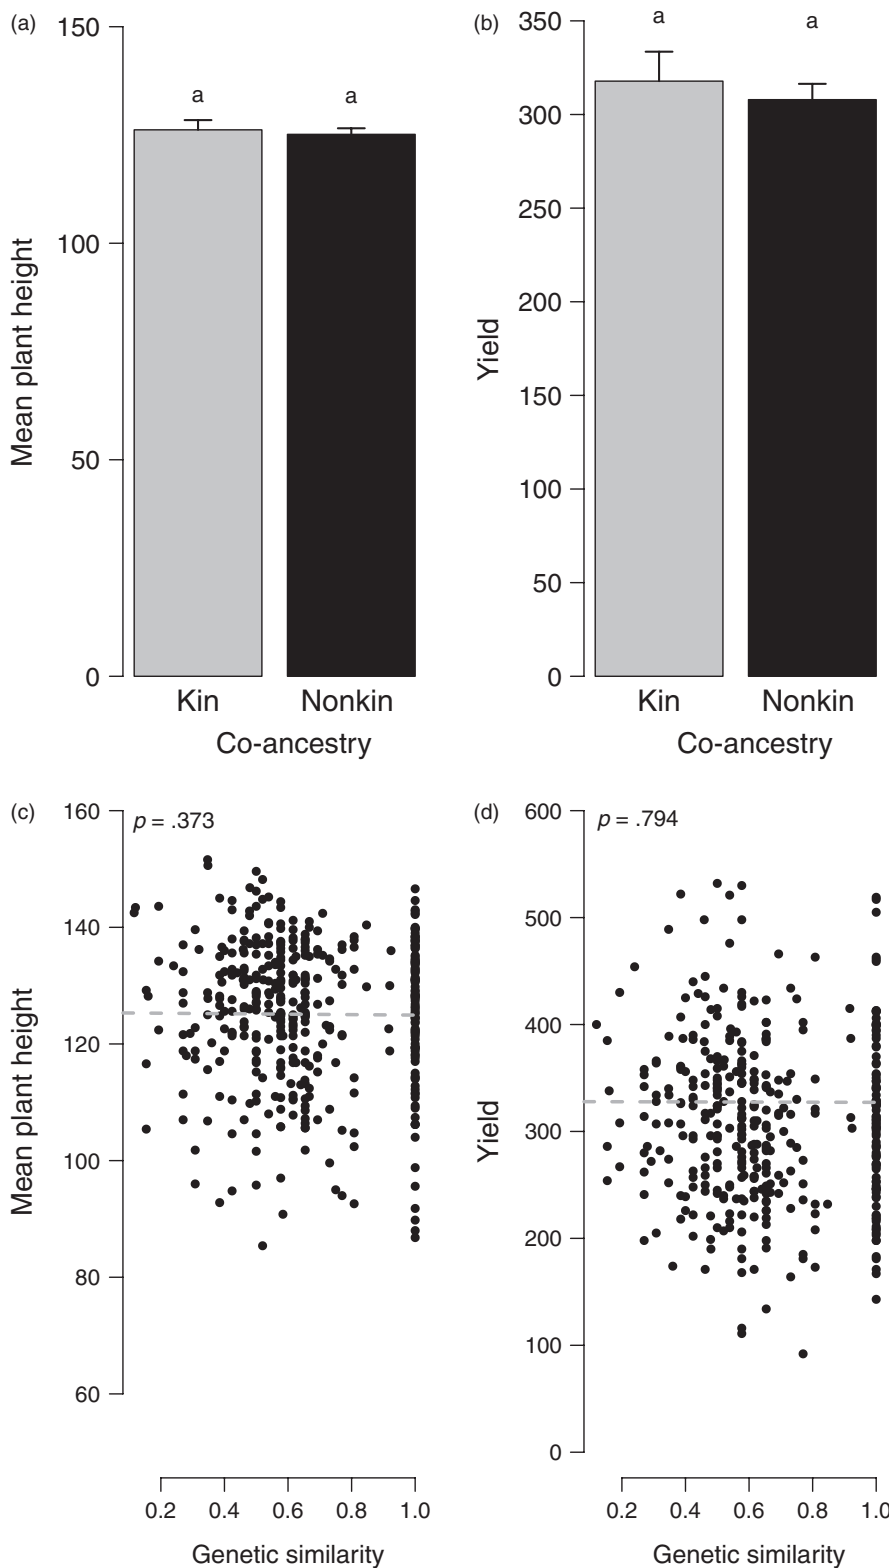 (a)
150
100
50
0
Mean plant height
a
a
Kin
Nonkin
Co-ancestry
(b)
350
300
250
200
150
100
50
0
Yield
a
a
Kin
Nonkin
Co-ancestry
(c)
160
140
120
100
80
60
Mean plant height
p = .373
0.2
0.4
0.6
0.8
1.0
Genetic similarity
(d)
600
500
400
300
200
100
0
Yield
p = .794
0.2
0.4
0.6
0.8
1.0
Genetic similarity